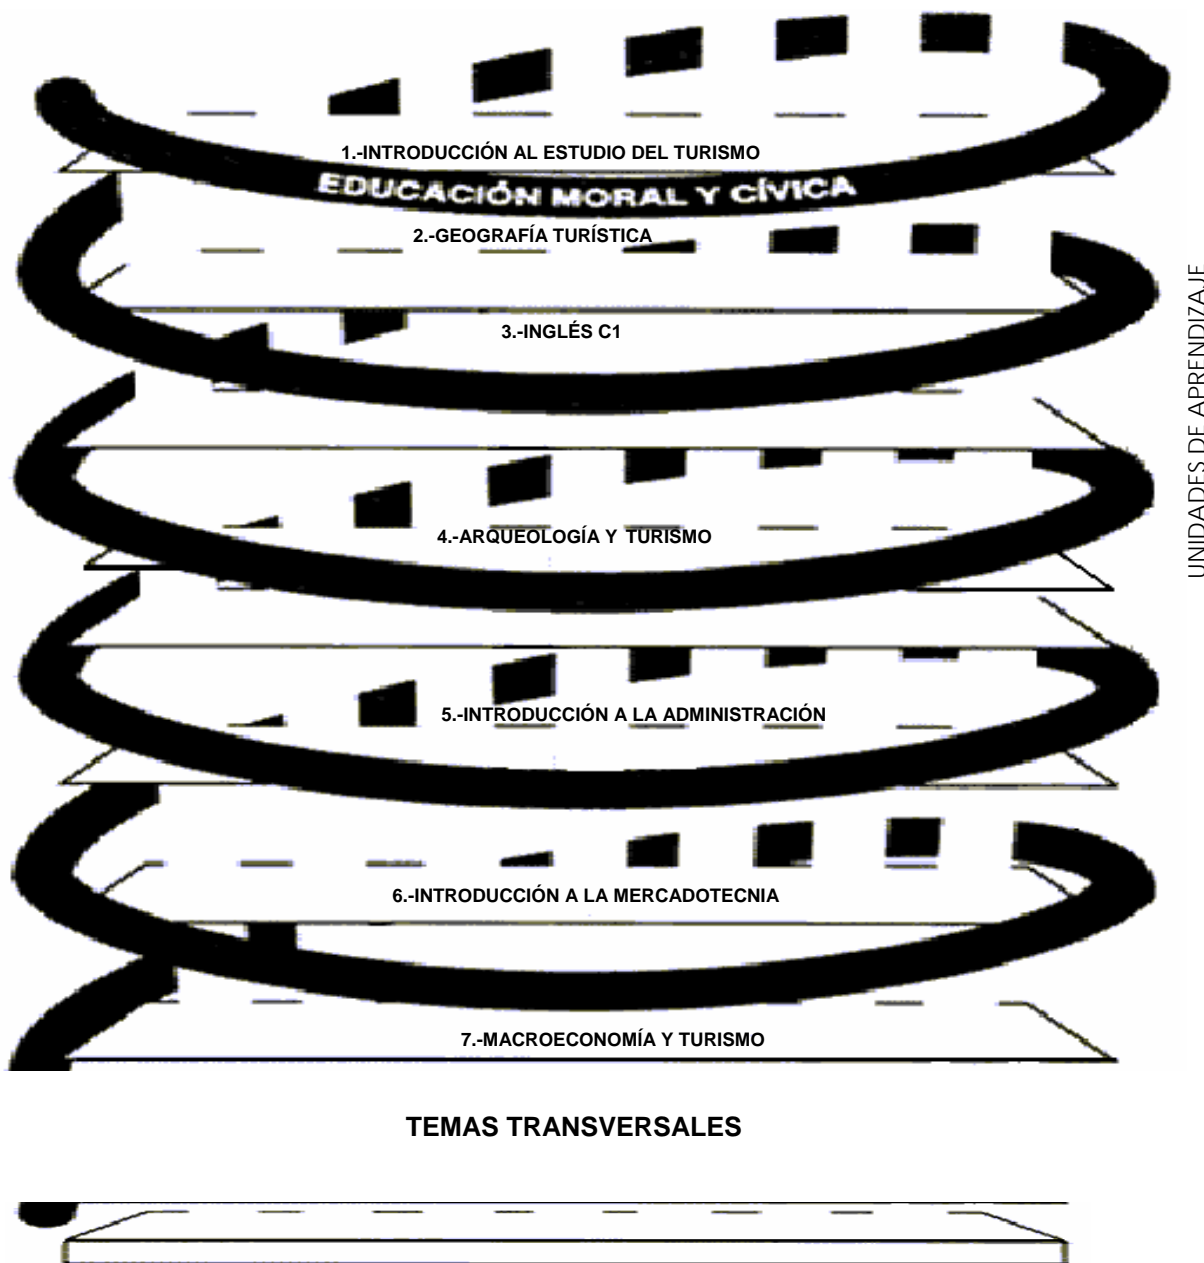 1.-INTRODUCCIÓN AL ESTUDIO DEL TURISMO
EDUCACIÓN MORAL Y CÍVICA
2.-GEOGRAFÍA TURÍSTICA
3.-INGLÉS C1
4.-ARQUEOLOGÍA Y TURISMO
5.-INTRODUCCIÓN A LA ADMINISTRACIÓN
6.-INTRODUCCIÓN A LA MERCADOTECNIA
7.-MACROECONOMÍA Y TURISMO
UNIDADES DE APRENDIZAJE
TEMAS TRANSVERSALES